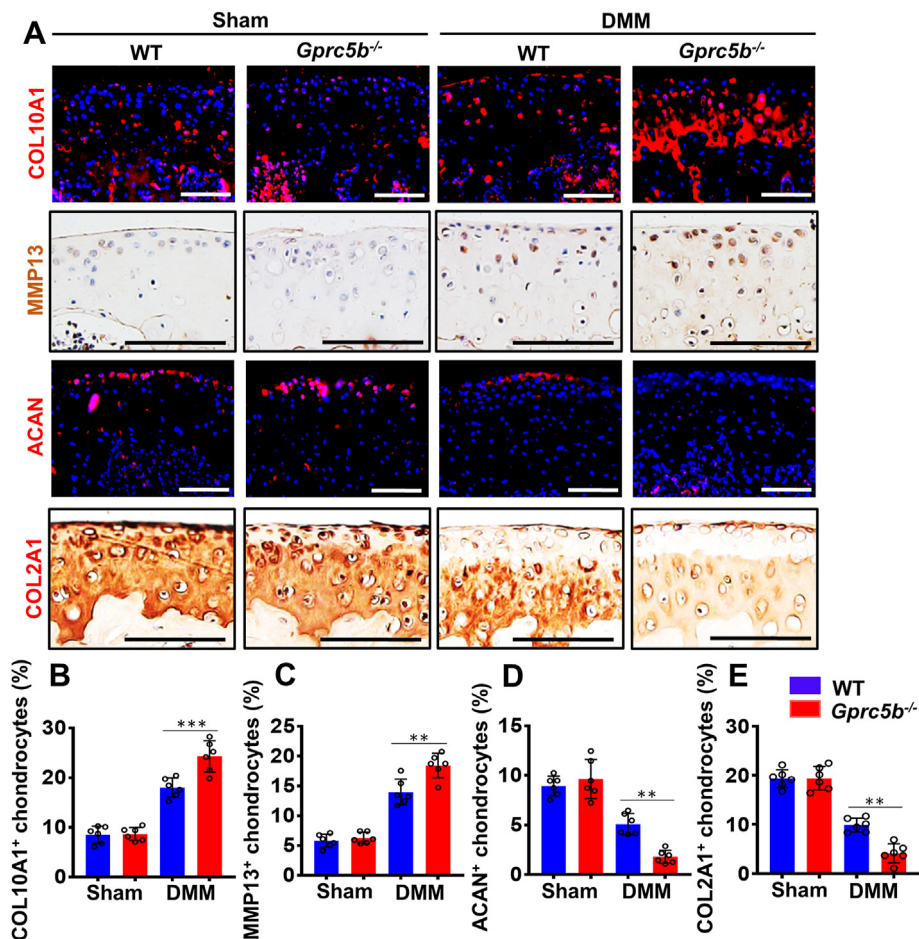 A
Sham
DMM
WT
Gprc5b-/-
WT
Gprc5b-/-
COL10A1
MMP13
ACAN
COL2A1
B
COL10A1+ chondrocytes (%)
30
20
10
0
***
Sham
DMM
C
MMP13+ chondrocytes (%)
25
20
15
10
5
0
**
Sham
DMM
D
ACAN+ chondrocytes (%)
15
10
5
0
**
Sham
DMM
E
WT
Gprc5b-/-
COL2A1+ chondrocytes (%)
30
20
10
0
**
Sham
DMM